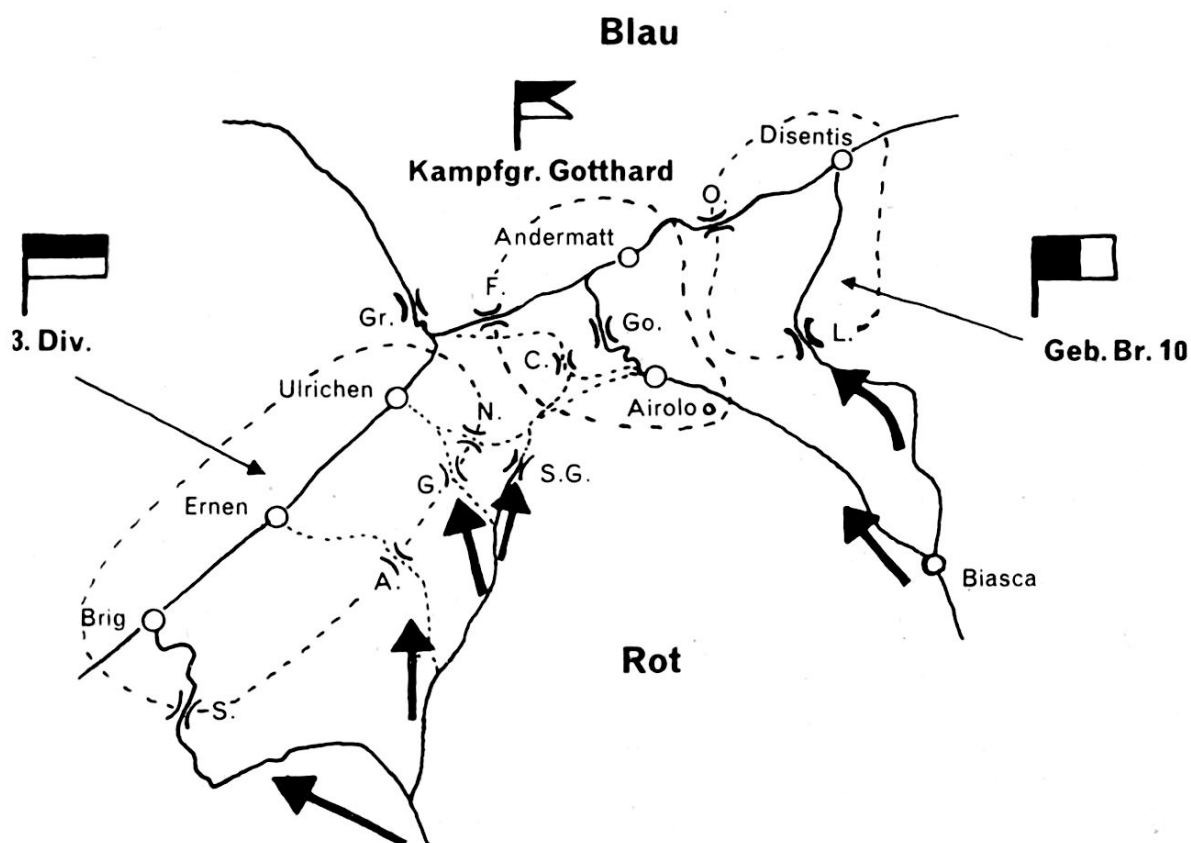 Blau
Disentis
Kampfgr. Gotthard
O.
Andermatt
F.
Gr.
Go.
L.
3. Div.
Geb. Br. 10
C.
Ulrichen
Airolo
N.
S.G.
G.
Ernen
A.
Biasca
Brig
Rot
S.